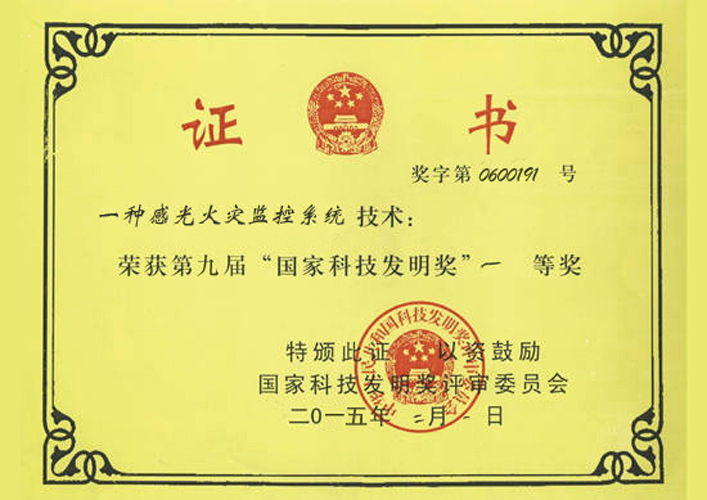 证 书
奖字第 0600191 号
一种感光火灾监控系统 技术:
荣获第九届“国家科技发明奖”一 等奖
特颁此证 以资鼓励
国家科技发明奖评审委员会
二0一五年 二月 一日